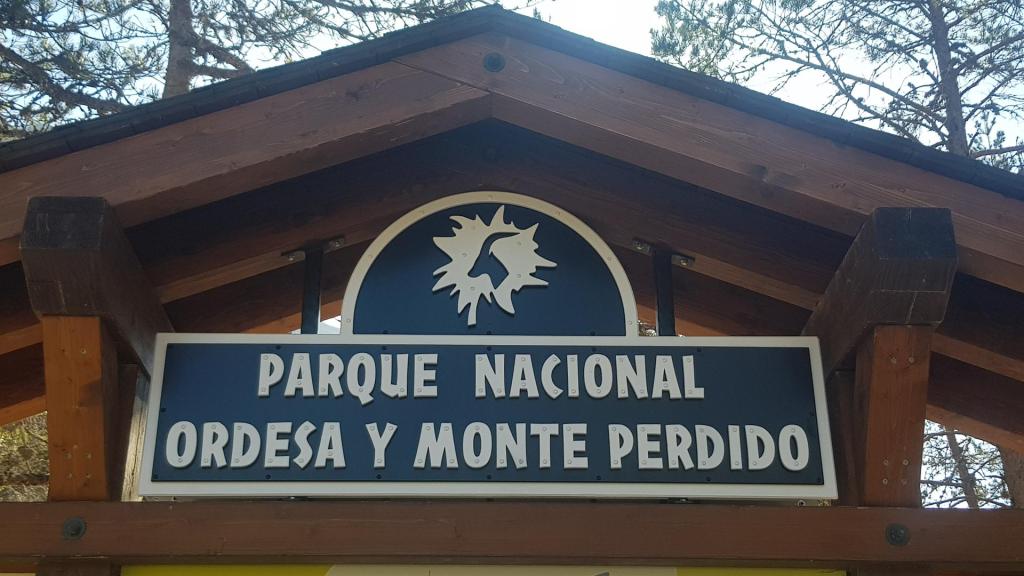 PARQUE NACIONAL
ORDESA Y MONTE PERDIDO